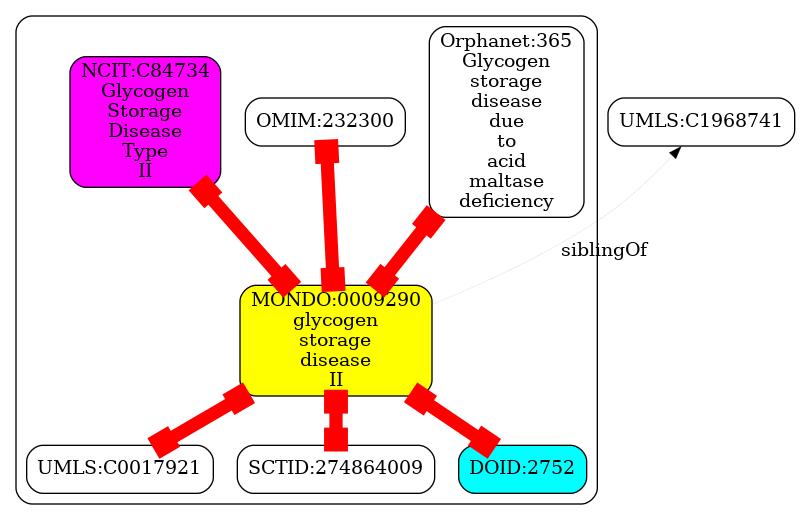 NCIT:C84734
Glycogen
Storage
Disease
Type
II
OMIM:232300
Orphanet:365
Glycogen
storage
disease
due
to
acid
maltase
deficiency
UMLS:C1968741
siblingOf
MONDO:0009290
glycogen
storage
disease
II
UMLS:C0017921
SCTID:274864009
DOID:2752